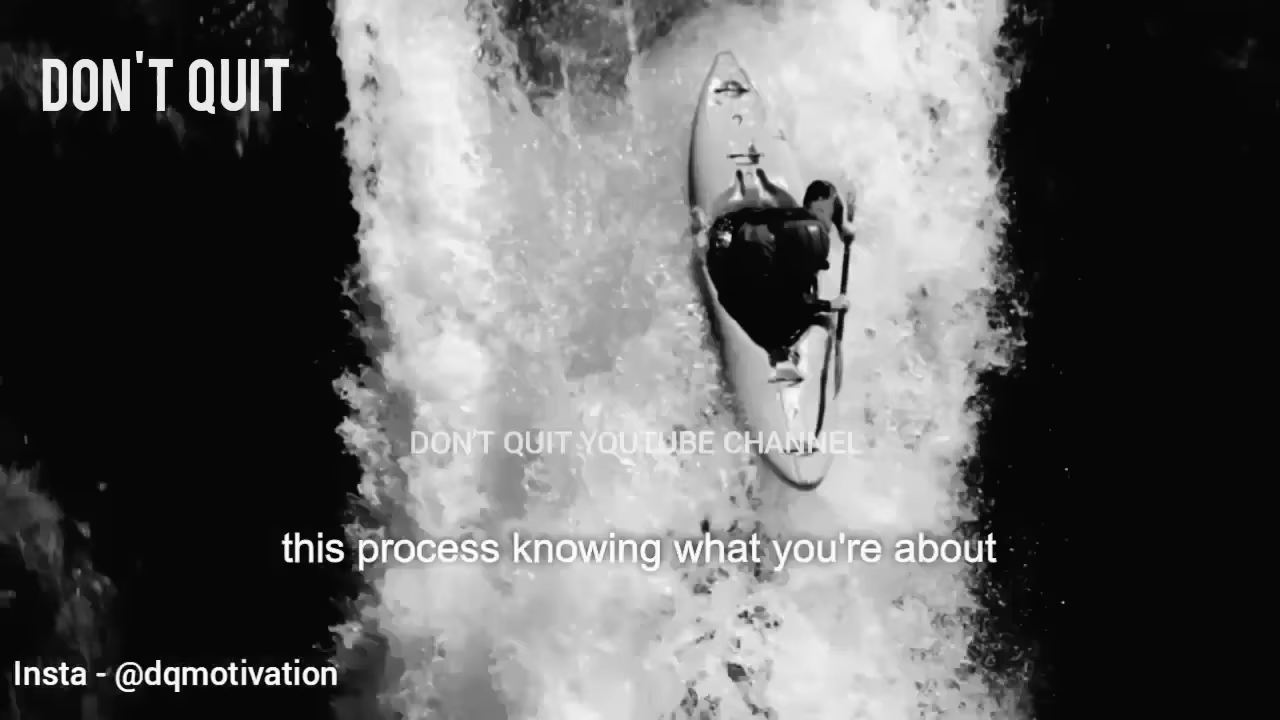 DON'T QUIT
DON'T QUIT YOUTUBE CHANNEL
this process knowing what you're about
Insta - @dqmotivation